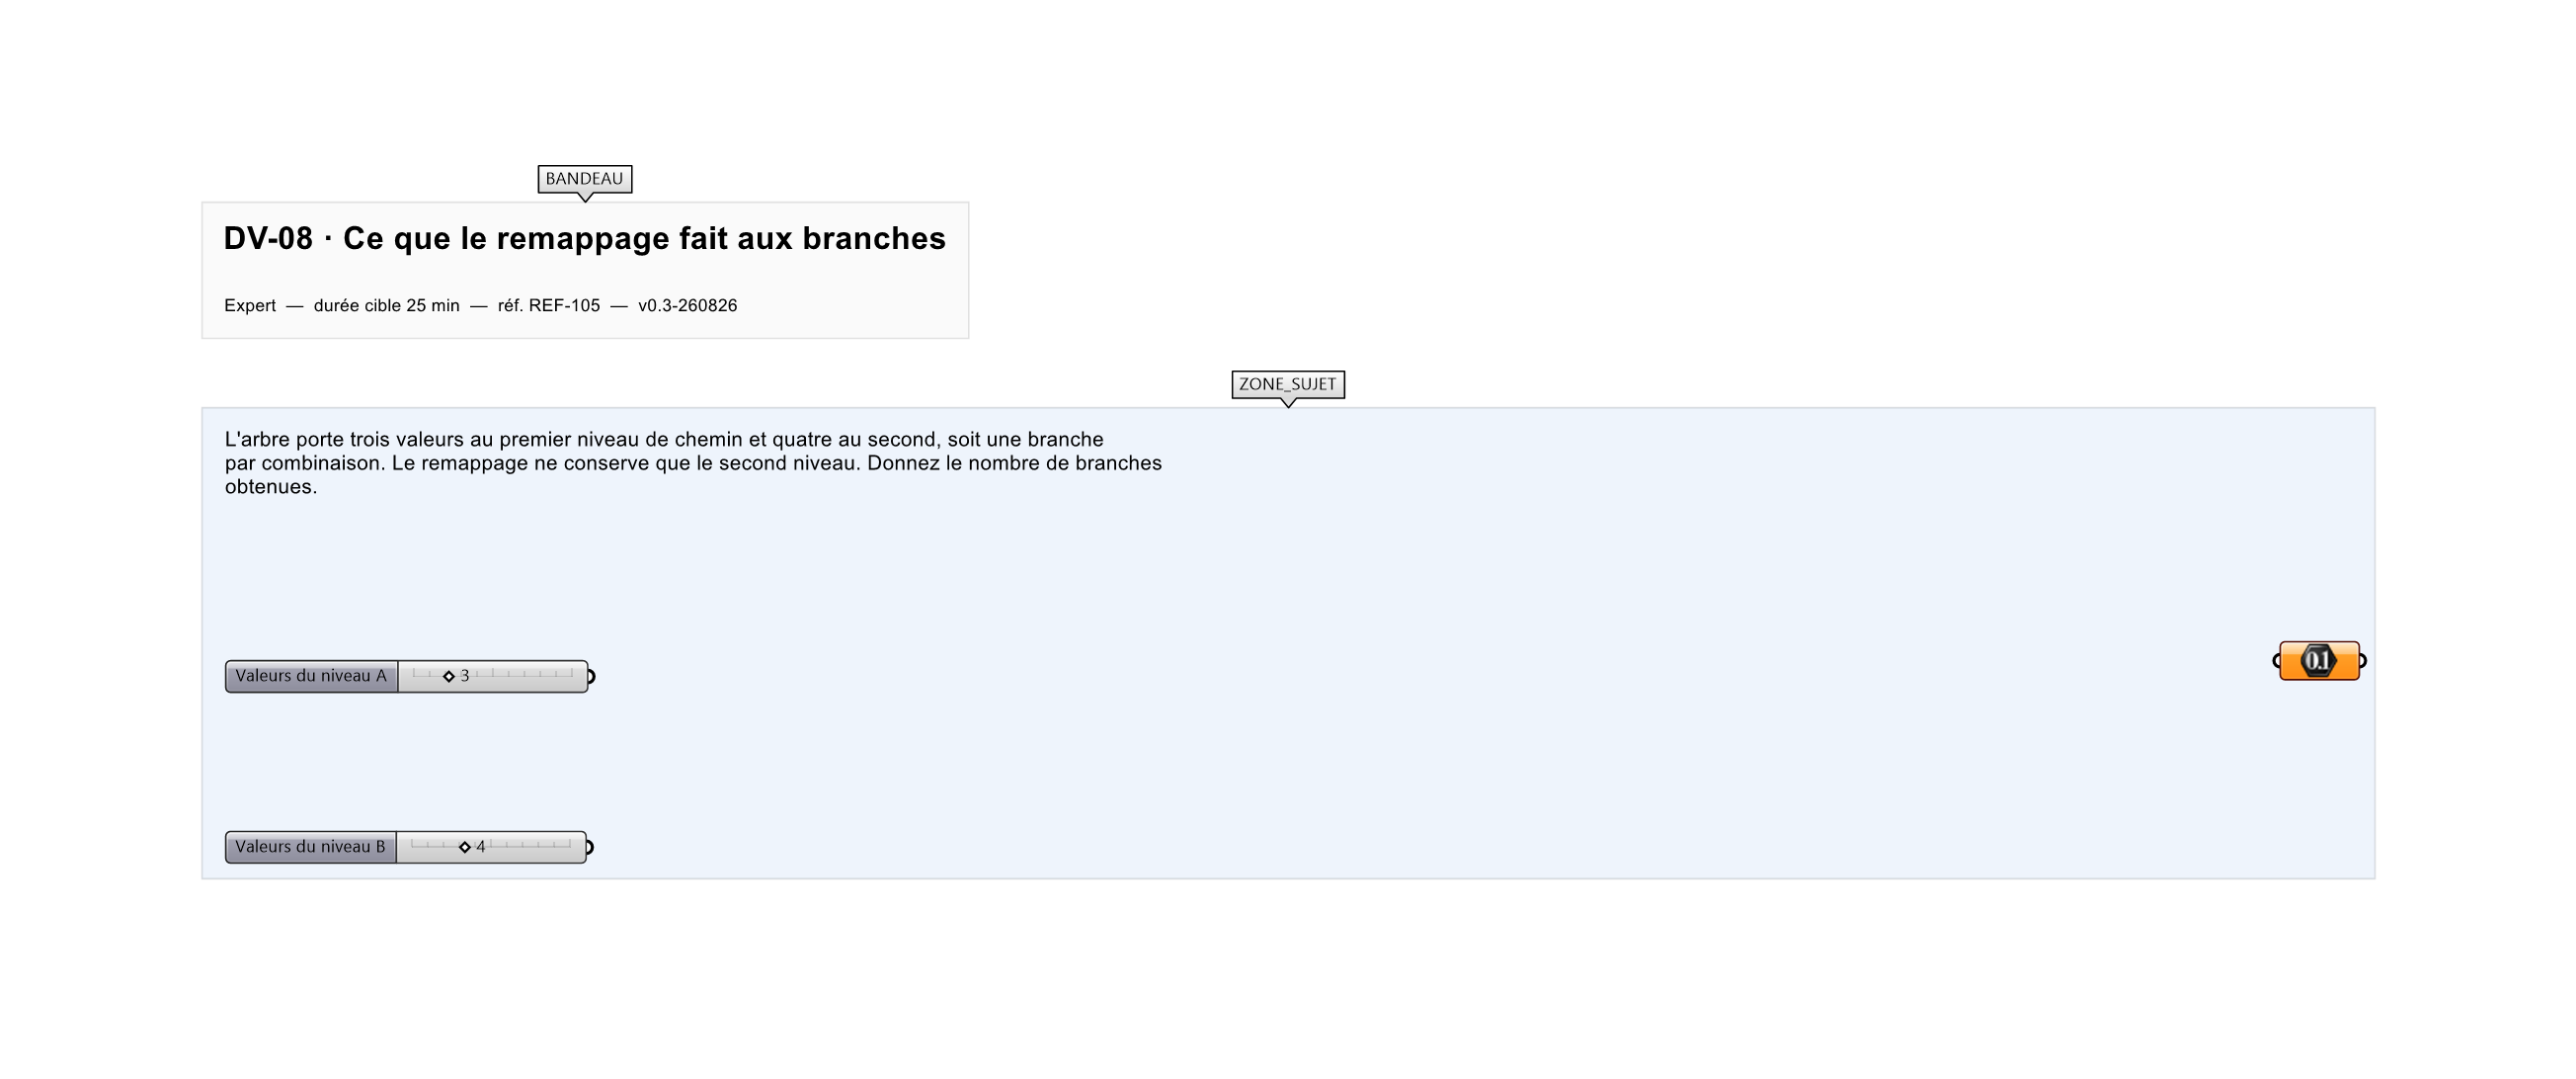 BANDEAU
DV-08 · Ce que le remappage fait aux branches
Expert — durée cible 25 min — réf. REF-105 — v0.3-260826
ZONE_SUJET
L'arbre porte trois valeurs au premier niveau de chemin et quatre au second, soit une branche
par combinaison. Le remappage ne conserve que le second niveau. Donnez le nombre de branches
obtenues.
0.1
Valeurs du niveau A 3
Valeurs du niveau B 4